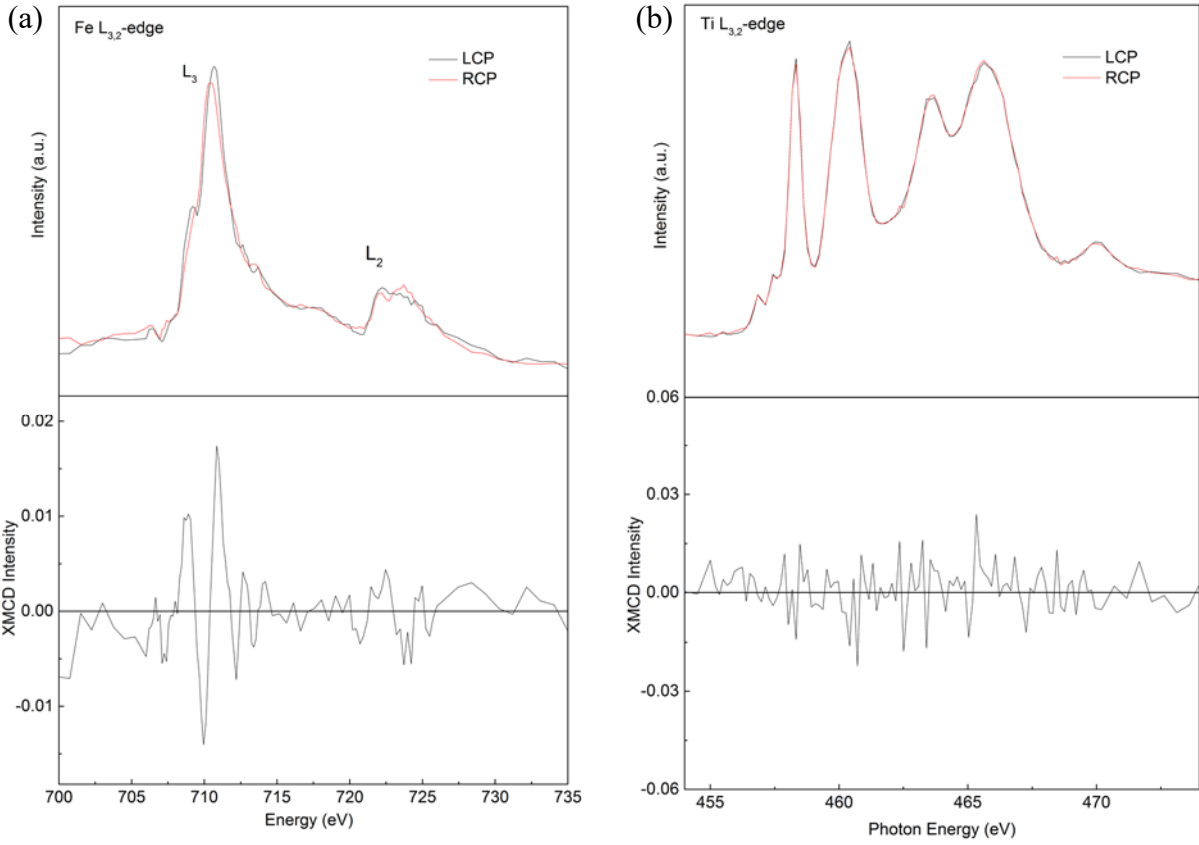 (a)
Fe L3,2-edge
LCP
RCP
L3
L2
Intensity (a.u.)
0.02
0.01
0.00
-0.01
XMCD Intensity
700 705 710 715 720 725 730 735
Energy (eV)
(b)
Ti L3,2-edge
LCP
RCP
Intensity (a.u.)
0.06
0.03
0.00
-0.03
-0.06
XMCD Intensity
455 460 465 470
Photon Energy (eV)